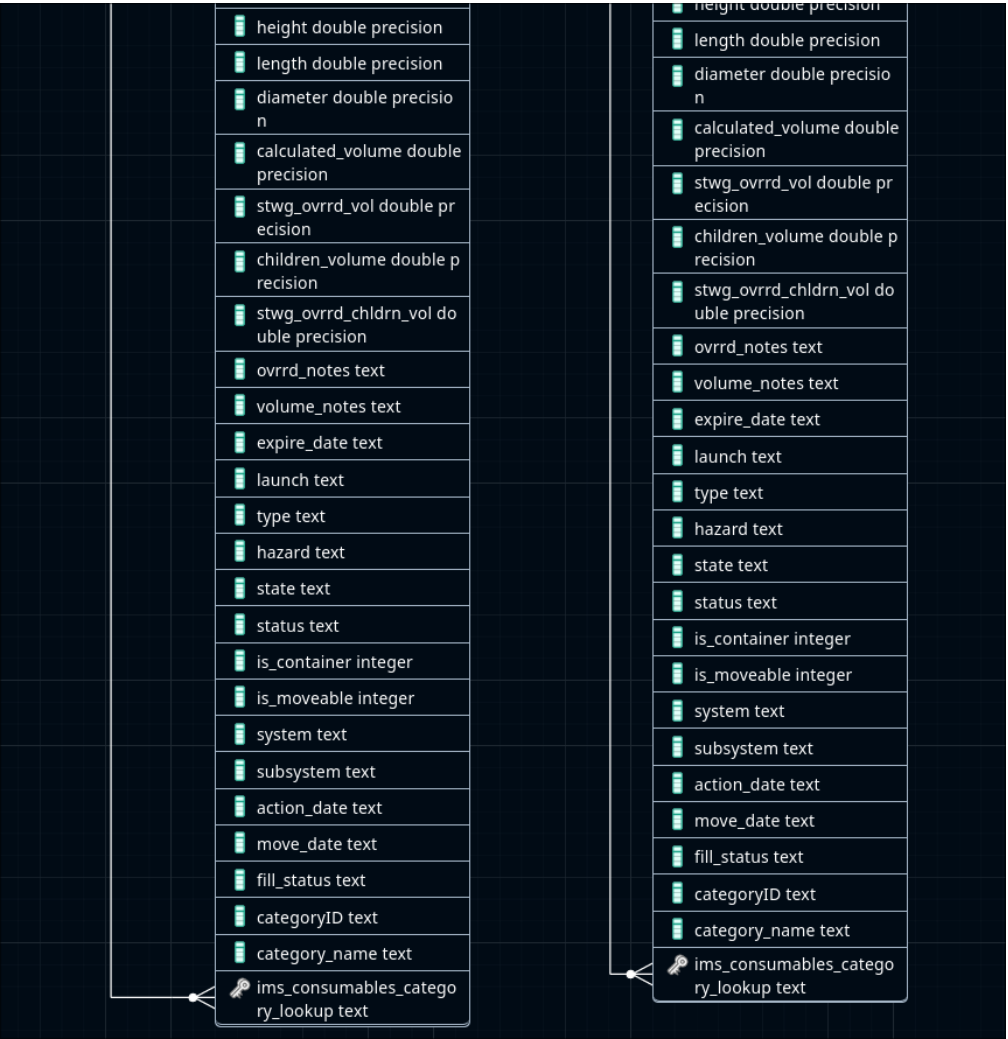 height double precision
length double precision
diameter double precisio
n
calculated_volume double
precision
stwg_ovrrd_vol double pr
ecision
children_volume double p
recision
stwg_ovrrd_chldrn_vol do
uble precision
ovrrd_notes text
volume_notes text
expire_date text
launch text
type text
hazard text
state text
status text
is_container integer
is_moveable integer
system text
subsystem text
action_date text
move_date text
fill_status text
categoryID text
category_name text
ims_consumables_catego
ry_lookup text
height double precision
length double precision
diameter double precisio
n
calculated_volume double
precision
stwg_ovrrd_vol double pr
ecision
children_volume double p
recision
stwg_ovrrd_chldrn_vol do
uble precision
ovrrd_notes text
volume_notes text
expire_date text
launch text
type text
hazard text
state text
status text
is_container integer
is_moveable integer
system text
subsystem text
action_date text
move_date text
fill_status text
categoryID text
category_name text
ims_consumables_catego
ry_lookup text